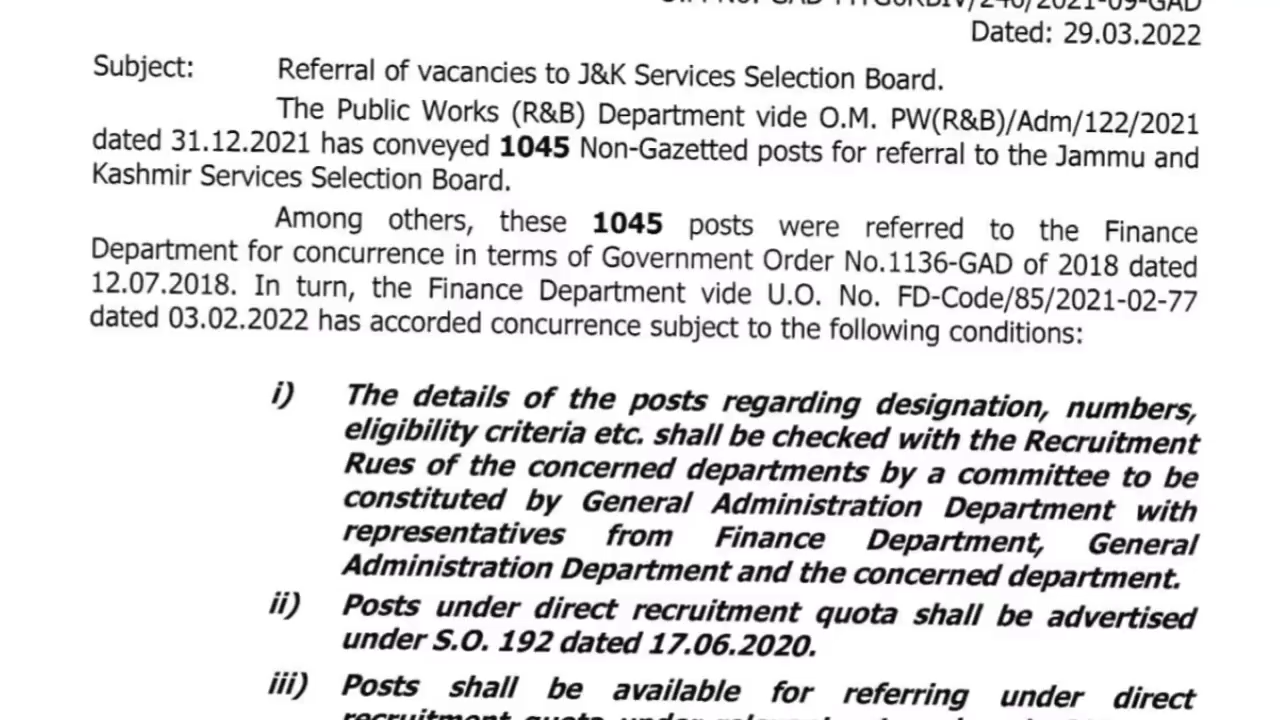 Dated: 29.03.2022
Subject: Referral of vacancies to J&K Services Selection Board.
The Public Works (R&B) Department vide O.M. PW(R&B)/Adm/122/2021
dated 31.12.2021 has conveyed 1045 Non-Gazetted posts for referral to the Jammu and
Kashmir Services Selection Board.
Among others, these 1045 posts were referred to the Finance
Department for concurrence in terms of Government Order No.1136-GAD of 2018 dated
12.07.2018. In turn, the Finance Department vide U.O. No. FD-Code/85/2021-02-77
dated 03.02.2022 has accorded concurrence subject to the following conditions:
i) The details of the posts regarding designation, numbers,
eligibility criteria etc. shall be checked with the Recruitment
Rues of the concerned departments by a committee to be
constituted by General Administration Department with
representatives from Finance Department, General
Administration Department and the concerned department.
ii) Posts under direct recruitment quota shall be advertised
under S.O. 192 dated 17.06.2020.
iii) Posts shall be available for referring under direct
recruitment quota under